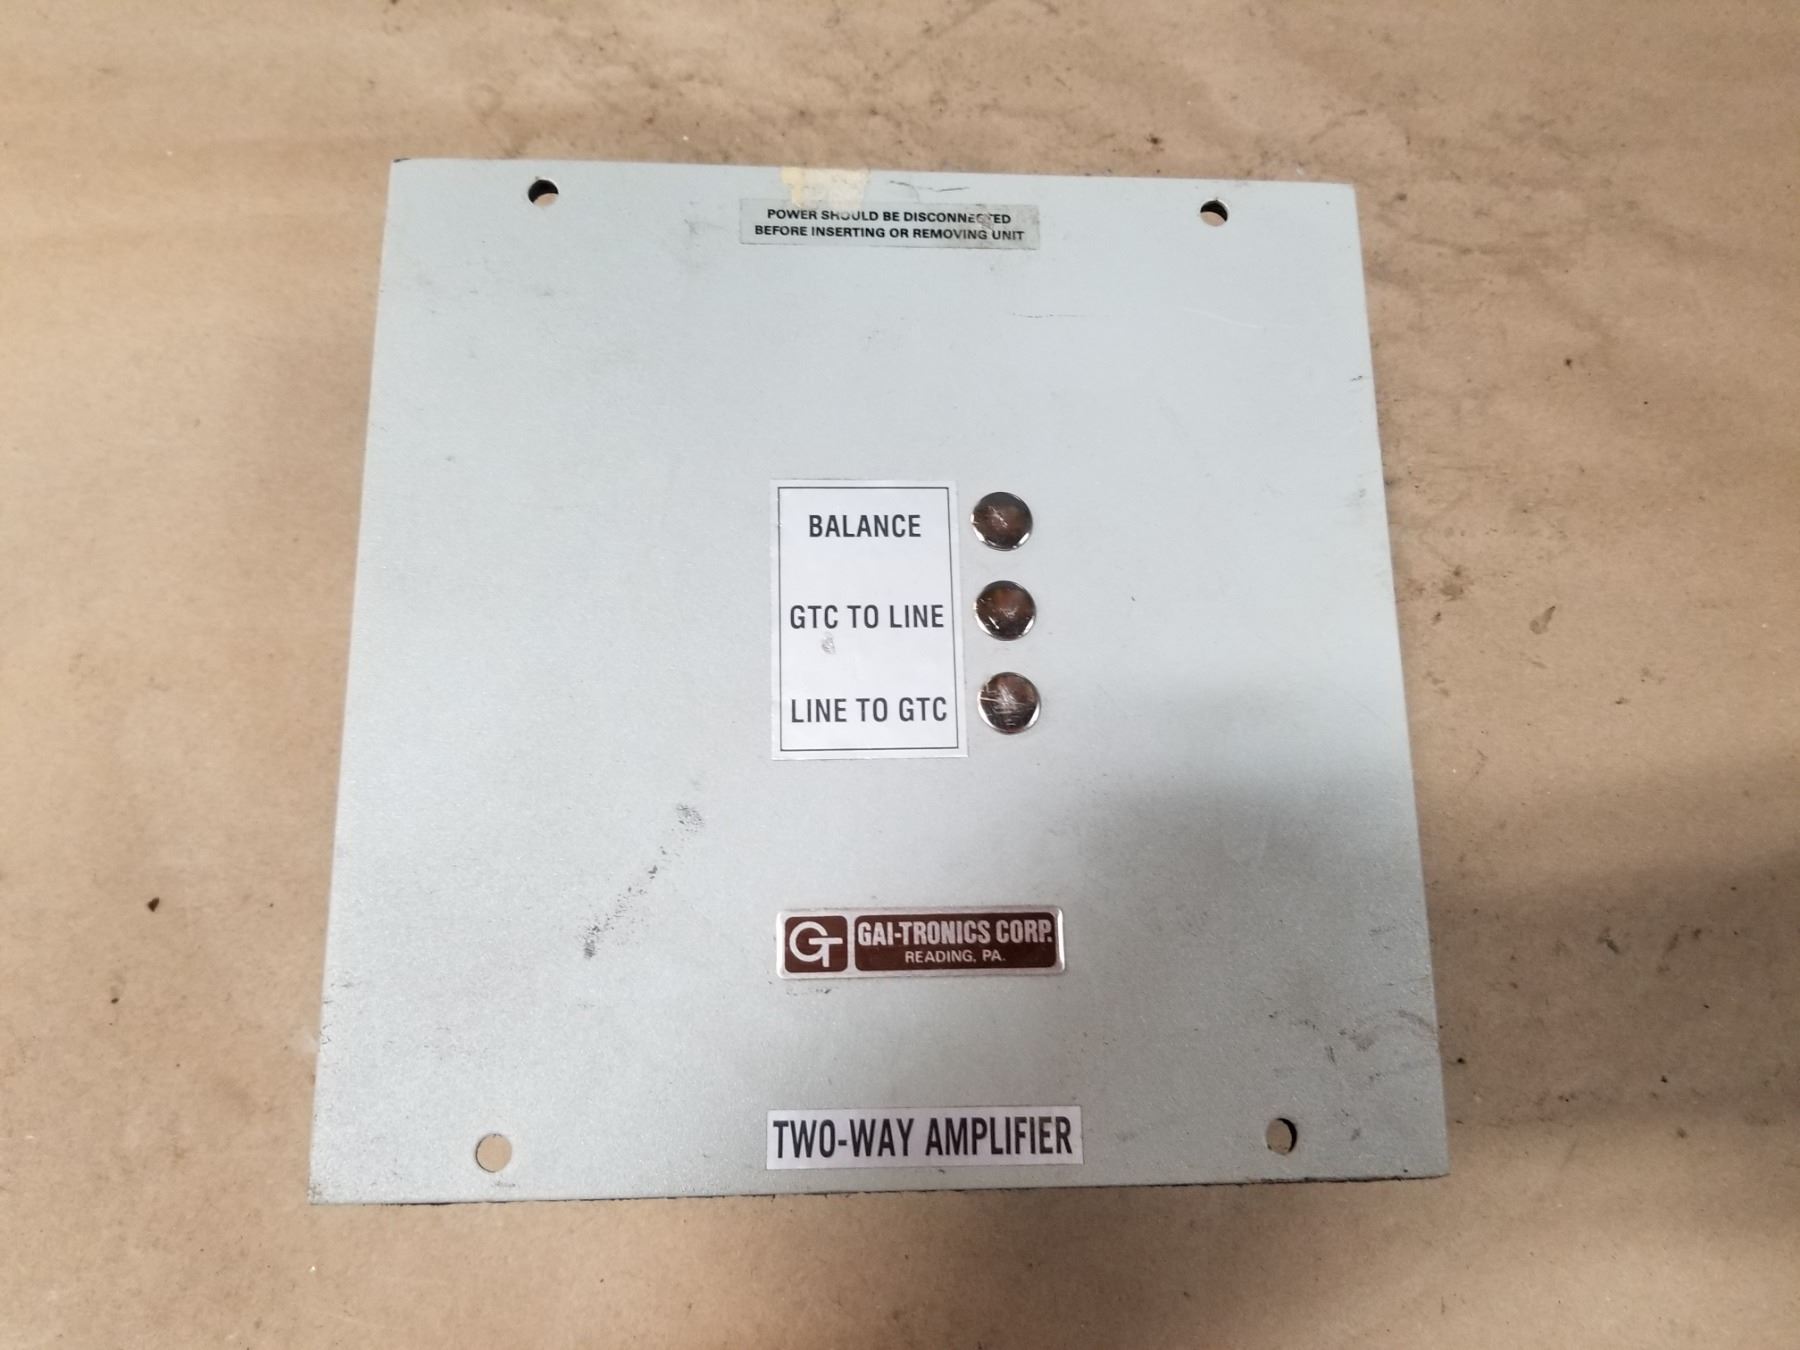 POWER SHOULD BE DISCONNECTED
BEFORE INSERTING OR REMOVING UNIT
BALANCE
GTC TO LINE
LINE TO GTC
GT GAI-TRONICS CORP.
READING, PA.
TWO-WAY AMPLIFIER